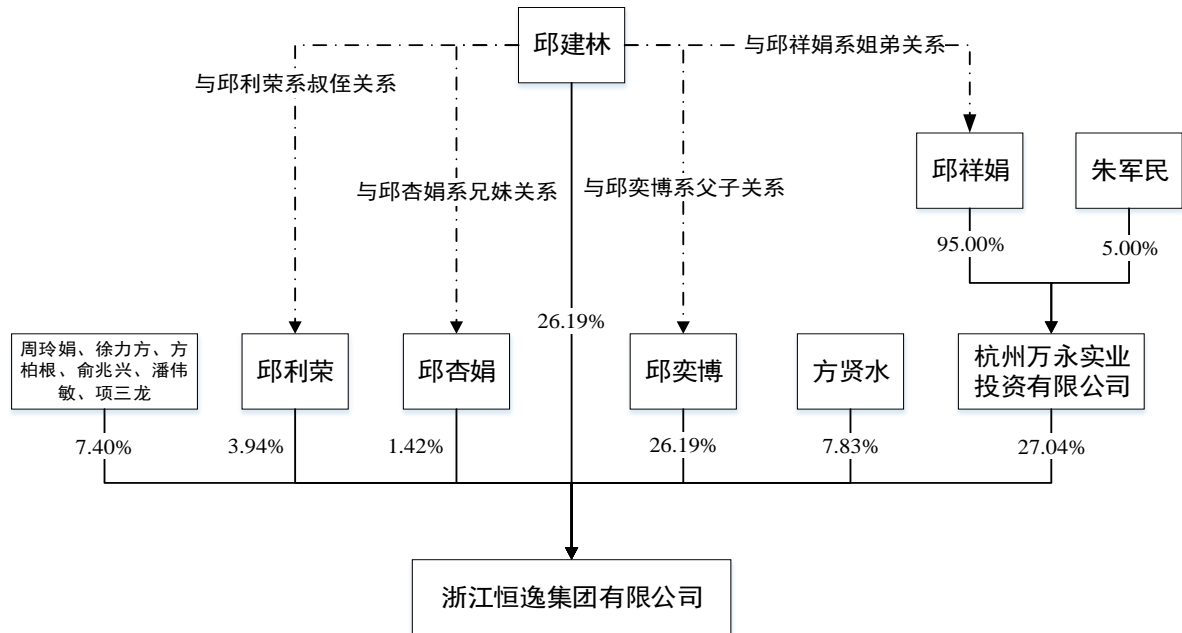 邱建林
与邱祥娟系姐弟关系
与邱利荣系叔侄关系
邱祥娟
朱军民
与邱杏娟系兄妹关系
与邱奕博系父子关系
95.00%
5.00%
26.19%
周玲娟、徐力方、方
柏根、俞兆兴、潘伟
敏、项三龙
邱利荣
邱杏娟
邱奕博
方贤水
杭州万永实业
投资有限公司
7.40%
3.94%
1.42%
26.19%
7.83%
27.04%
浙江恒逸集团有限公司